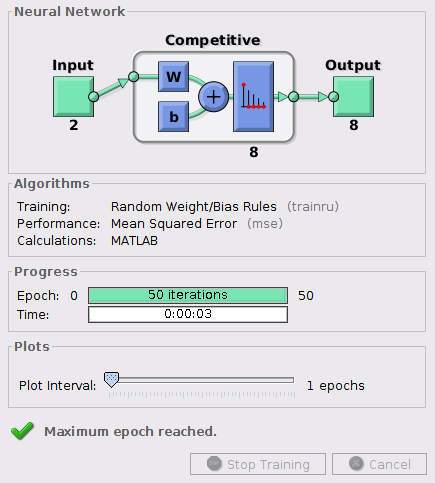 Neural Network
Competitive
Input
Output
W
b
+
2
8
8
Algorithms
Training: Random Weight/Bias Rules (trainru)
Performance: Mean Squared Error (mse)
Calculations: MATLAB
Progress
Epoch: 0 50 iterations 50
Time: 0:00:03
Plots
Plot Interval: 1 epochs
Maximum epoch reached.
Stop Training Cancel